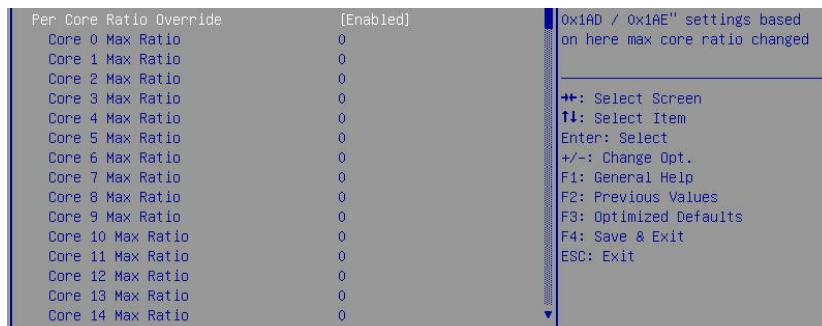 Per Core Ratio Override [Enabled]
Core 0 Max Ratio 0
Core 1 Max Ratio 0
Core 2 Max Ratio 0
Core 3 Max Ratio 0
Core 4 Max Ratio 0
Core 5 Max Ratio 0
Core 6 Max Ratio 0
Core 7 Max Ratio 0
Core 8 Max Ratio 0
Core 9 Max Ratio 0
Core 10 Max Ratio 0
Core 11 Max Ratio 0
Core 12 Max Ratio 0
Core 13 Max Ratio 0
Core 14 Max Ratio 0
0x1AD / 0x1AE" settings based
on here max core ratio changed
→←: Select Screen
↑↓: Select Item
Enter: Select
+/-: Change Opt.
F1: General Help
F2: Previous Values
F3: Optimized Defaults
F4: Save & Exit
ESC: Exit